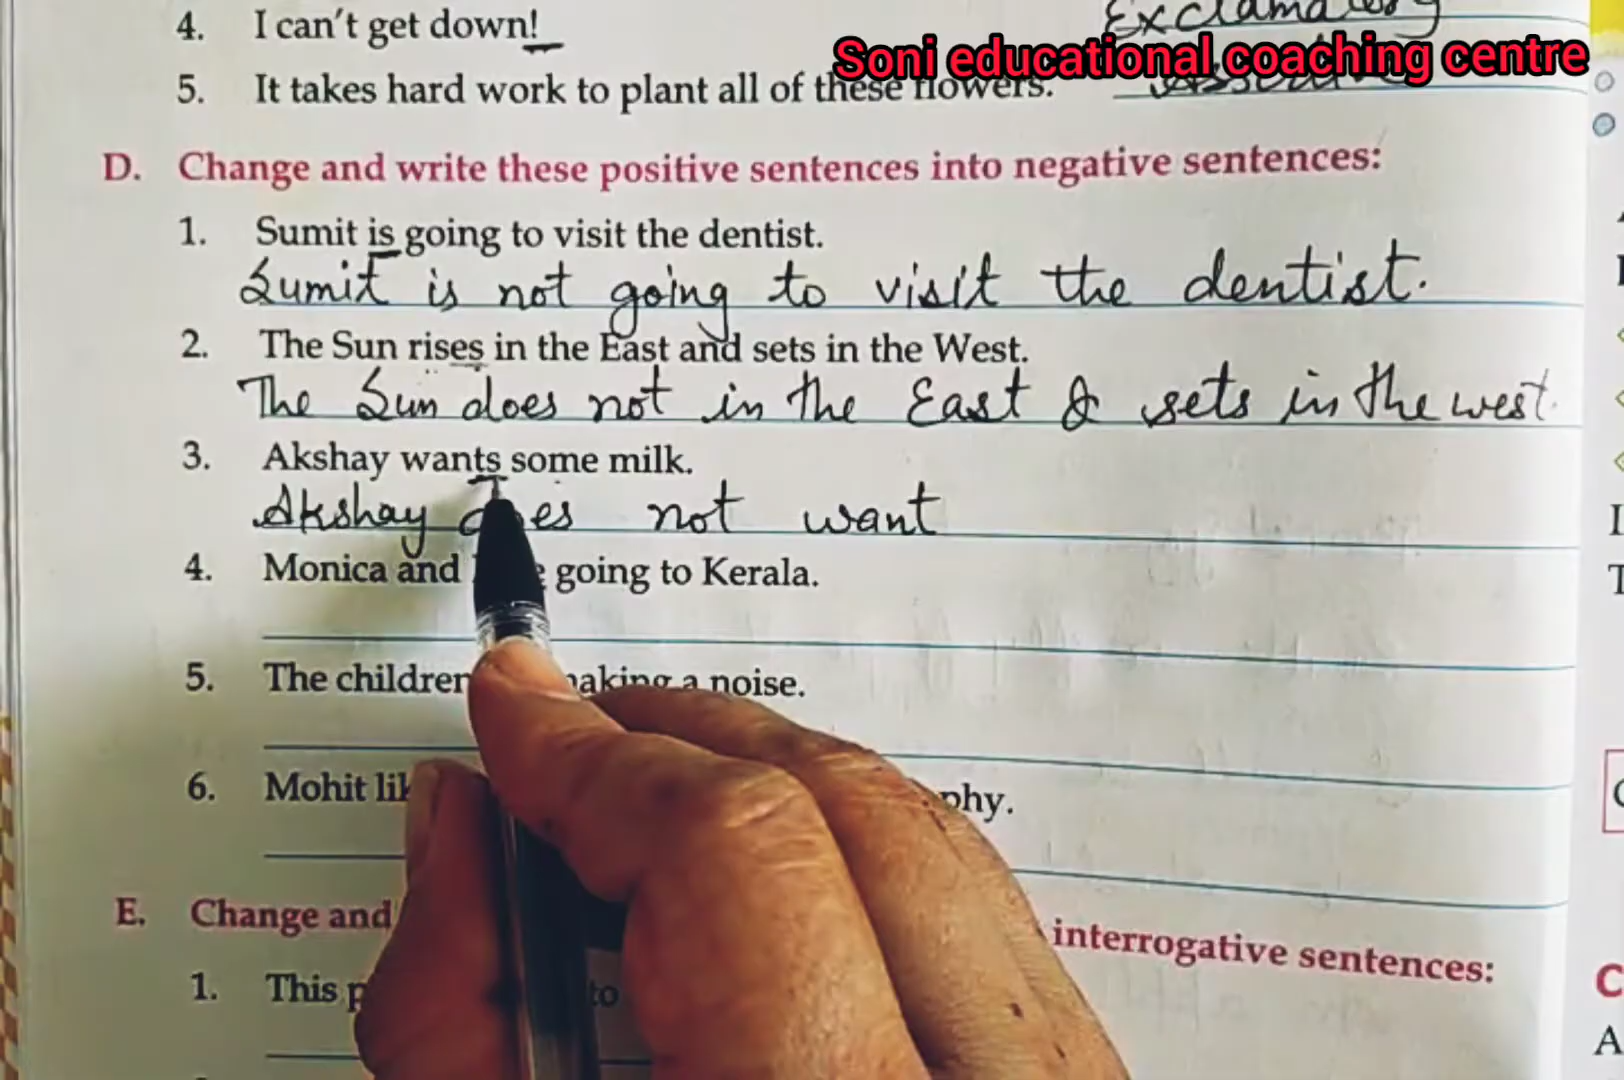 4. I can't get down! Exclamatory
Soni educational coaching centre
5. It takes hard work to plant all of these flowers.
D. Change and write these positive sentences into negative sentences:
1. Sumit is going to visit the dentist.
Sumit is not going to visit the dentist.
2. The Sun rises in the East and sets in the West.
The Sun does not in the East & sets in the west.
3. Akshay wants some milk.
Akshay does not want
4. Monica and going to Kerala.
5. The children making a noise.
6. Mohit
E. Change and interrogative sentences:
1. This to